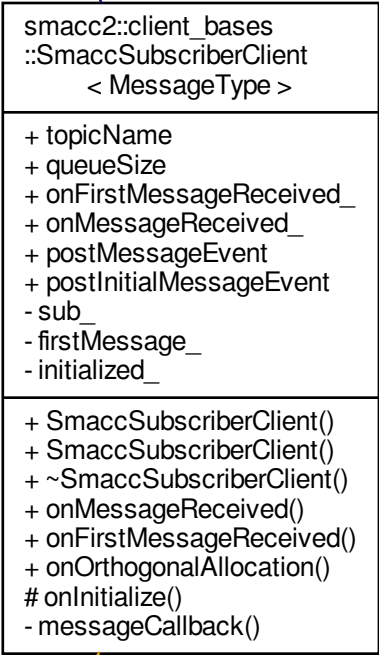 smacc2::client_bases
::SmaccSubscriberClient
< MessageType >
+ topicName
+ queueSize
+ onFirstMessageReceived_
+ onMessageReceived_
+ postMessageEvent
+ postInitialMessageEvent
- sub_
- firstMessage_
- initialized_
+ SmaccSubscriberClient()
+ SmaccSubscriberClient()
+ ~SmaccSubscriberClient()
+ onMessageReceived()
+ onFirstMessageReceived()
+ onOrthogonalAllocation()
# onInitialize()
- messageCallback()